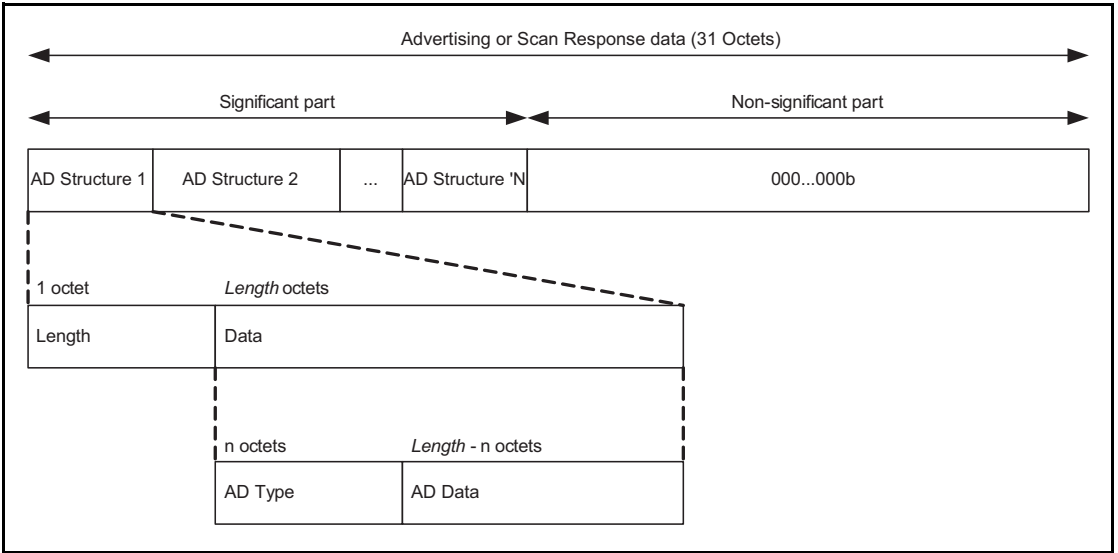 Advertising or Scan Response data (31 Octets)
Significant part
Non-significant part
AD Structure 1
AD Structure 2
...
AD Structure 'N
000...000b
1 octet
Length octets
Length
Data
n octets
Length - n octets
AD Type
AD Data